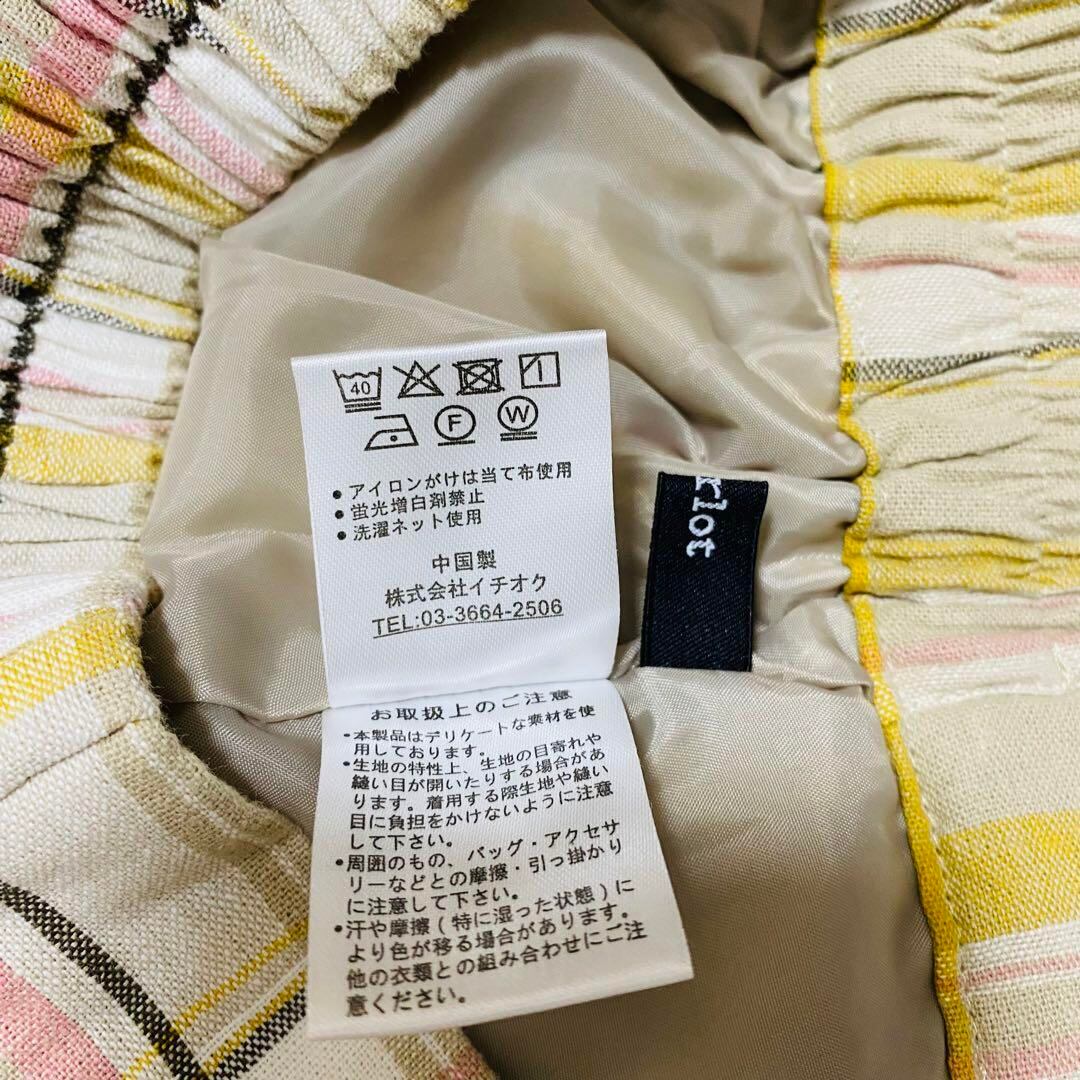 40
F W
•アイロンがけは当て布使用
•蛍光増白剤禁止
•洗濯ネット使用
中国製
株式会社イチオク
TEL:03-3664-2506
rlot
お取扱上のご注意
•本製品はデリケートな素材を使
用しております。
•生地の特性上、生地の目寄れや
縫い目が開いたりする場合があ
ります。着用する際生地や縫い
目に負担をかけないように注意
して下さい。
•周囲のもの、バッグ・アクセサ
リーなどとの摩擦・引っ掛かり
に注意して下さい。
•汗や摩擦(特に湿った状態)に
より色が移る場合があります。
他の衣類との組み合わせにご注
意ください。